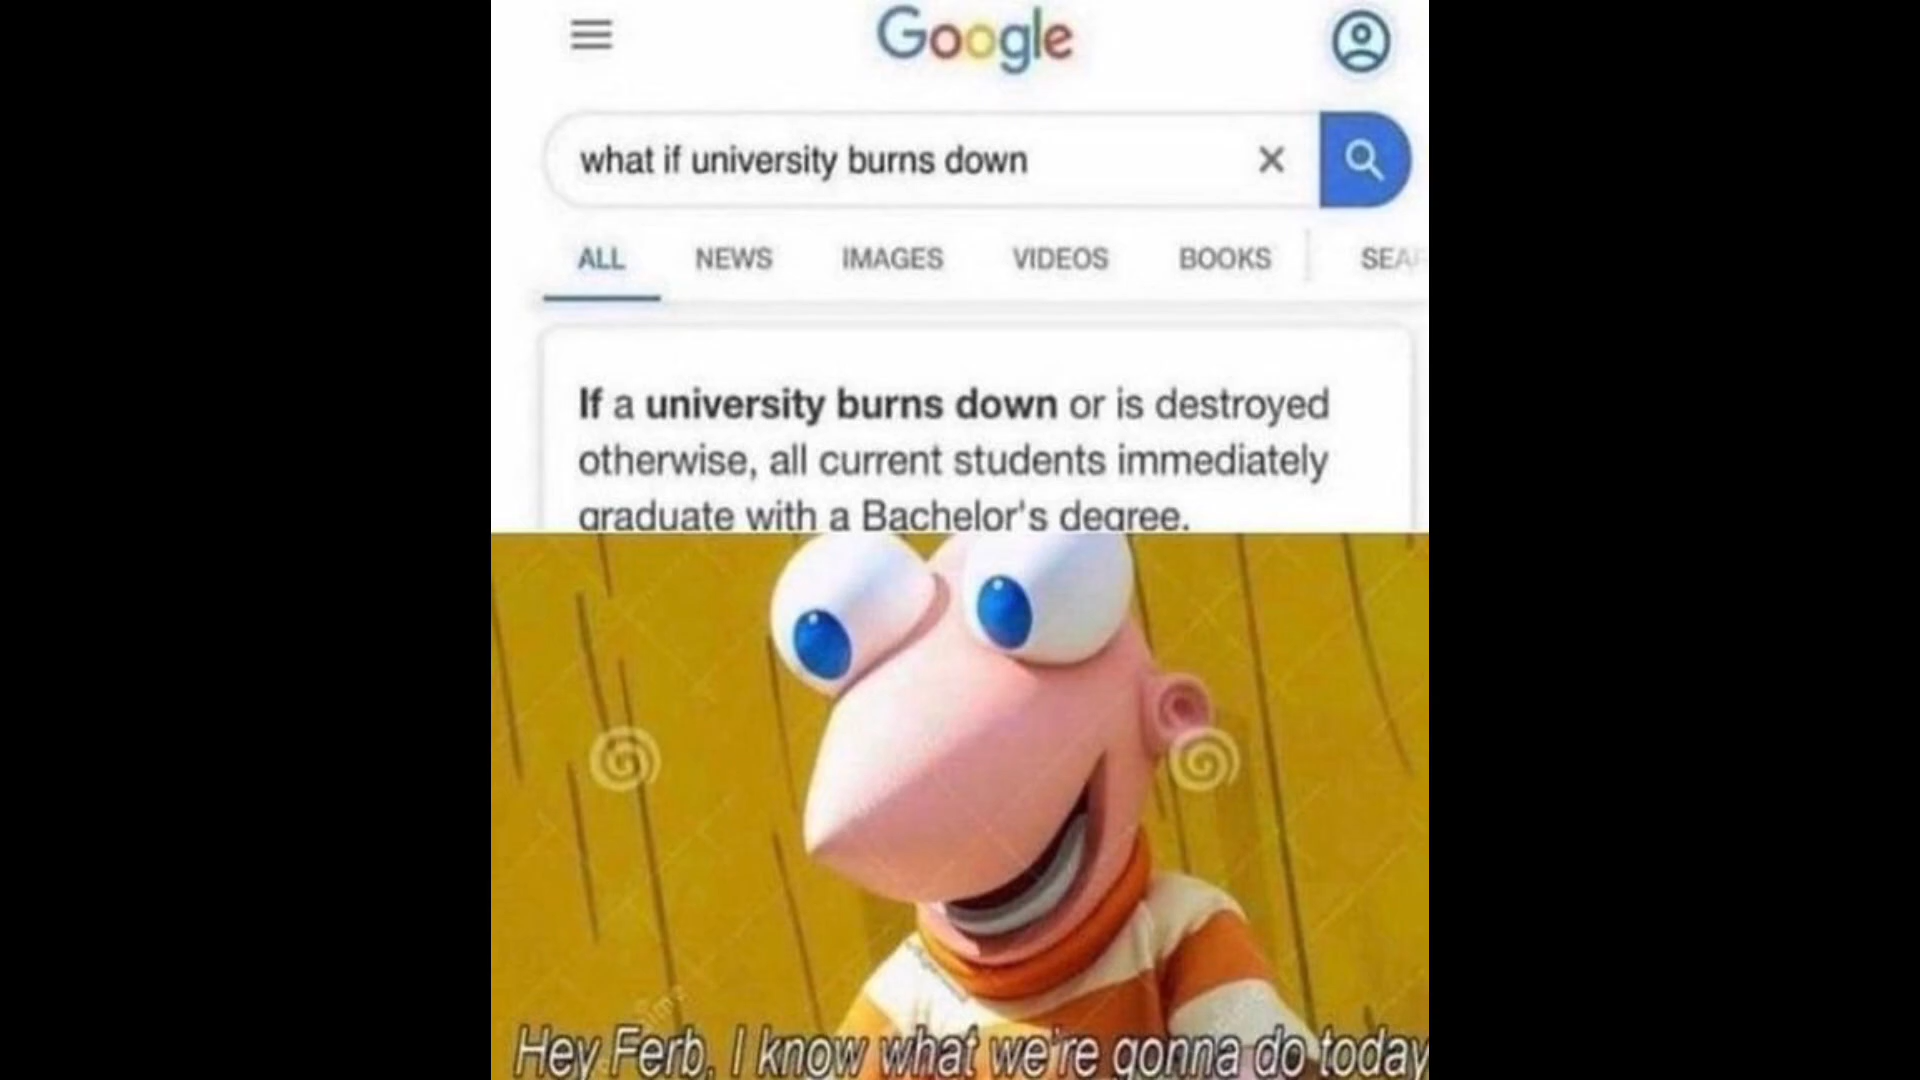 Google
what if university burns down
ALL NEWS IMAGES VIDEOS BOOKS
If a university burns down or is destroyed
otherwise, all current students immediately
graduate with a Bachelor's degree.
Hey Ferb, I know what we're gonna do today